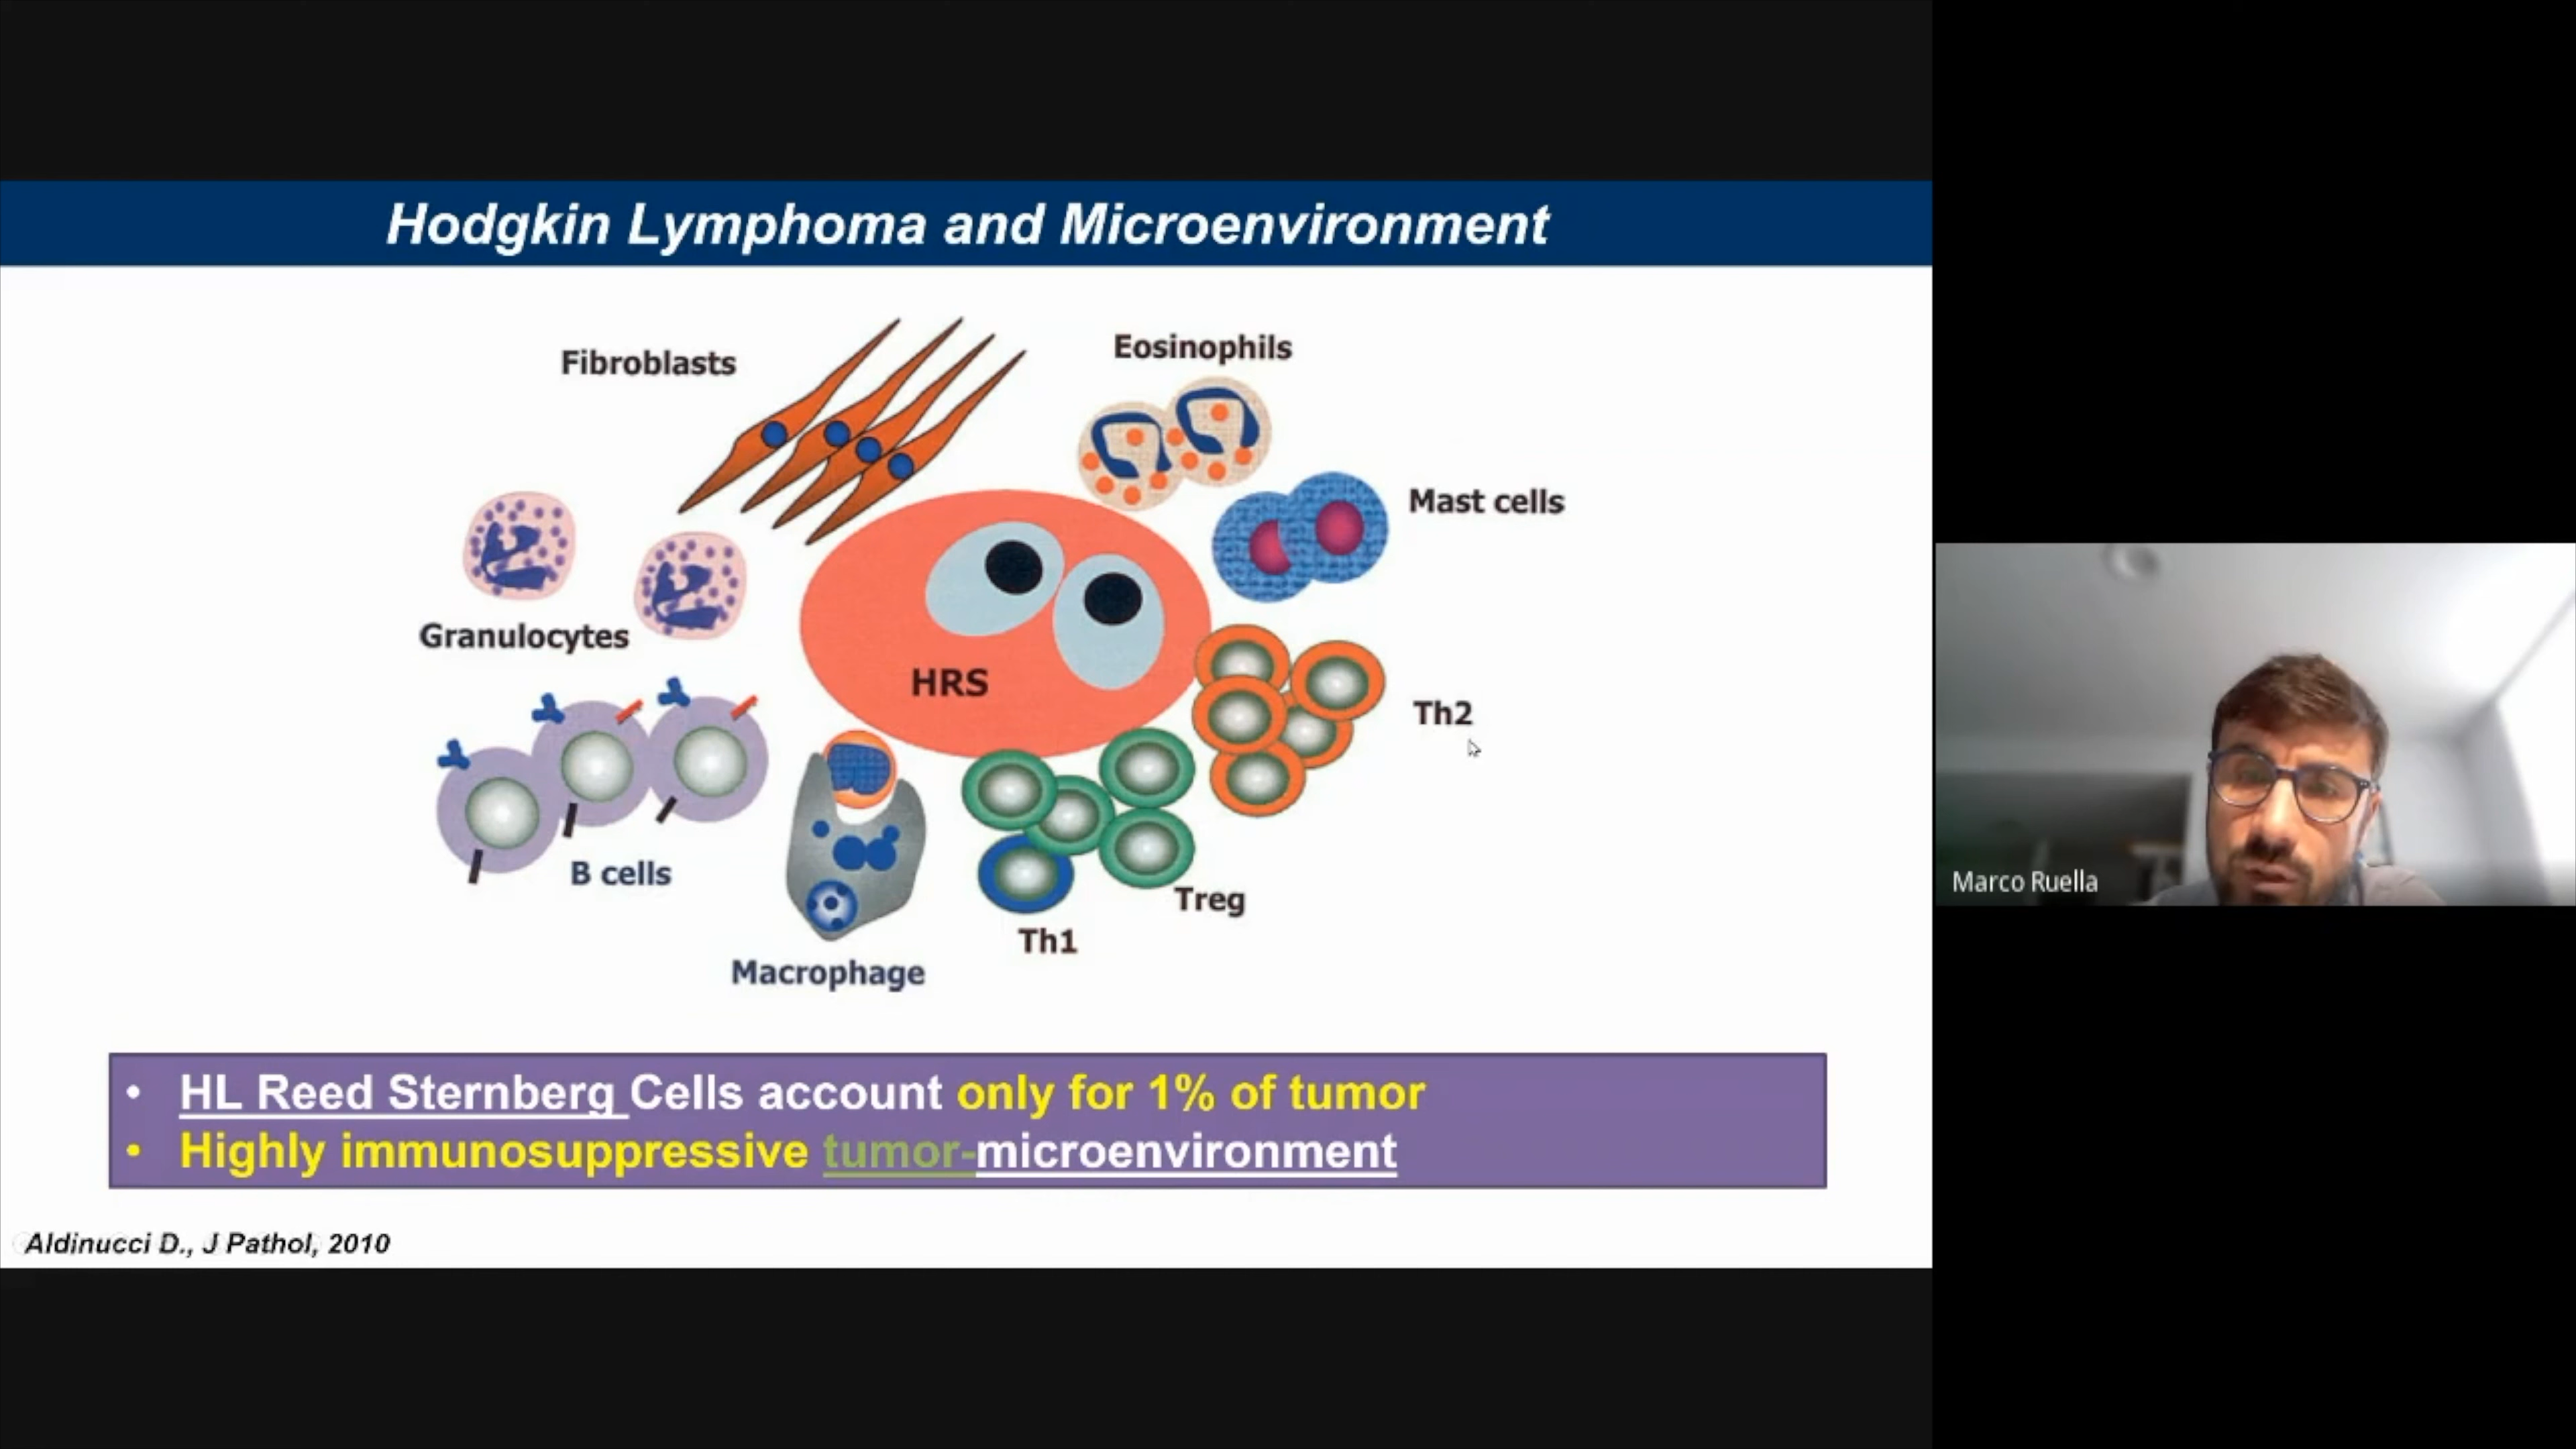 Hodgkin Lymphoma and Microenvironment
Fibroblasts
Eosinophils
Mast cells
Granulocytes
HRS
Th2
B cells
Treg
Th1
Macrophage
• HL Reed Sternberg Cells account only for 1% of tumor
• Highly immunosuppressive tumor-microenvironment
Aldinucci D., J Pathol, 2010
Marco Ruella